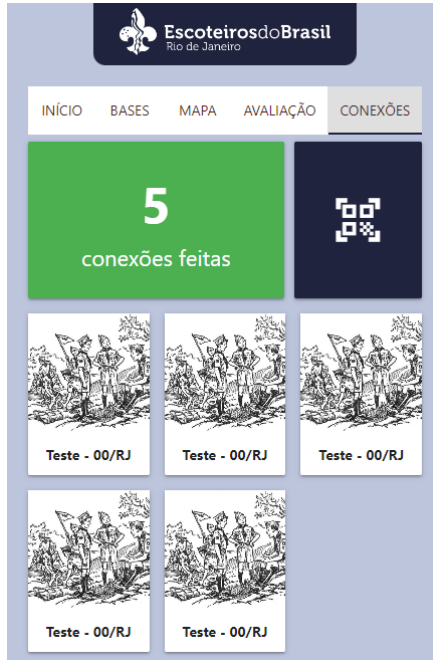 EscoteirosdoBrasil
Rio de Janeiro
INÍCIO BASES MAPA AVALIAÇÃO CONEXÕES
5
conexões feitas
Teste - 00/RJ Teste - 00/RJ Teste - 00/RJ
Teste - 00/RJ Teste - 00/RJ